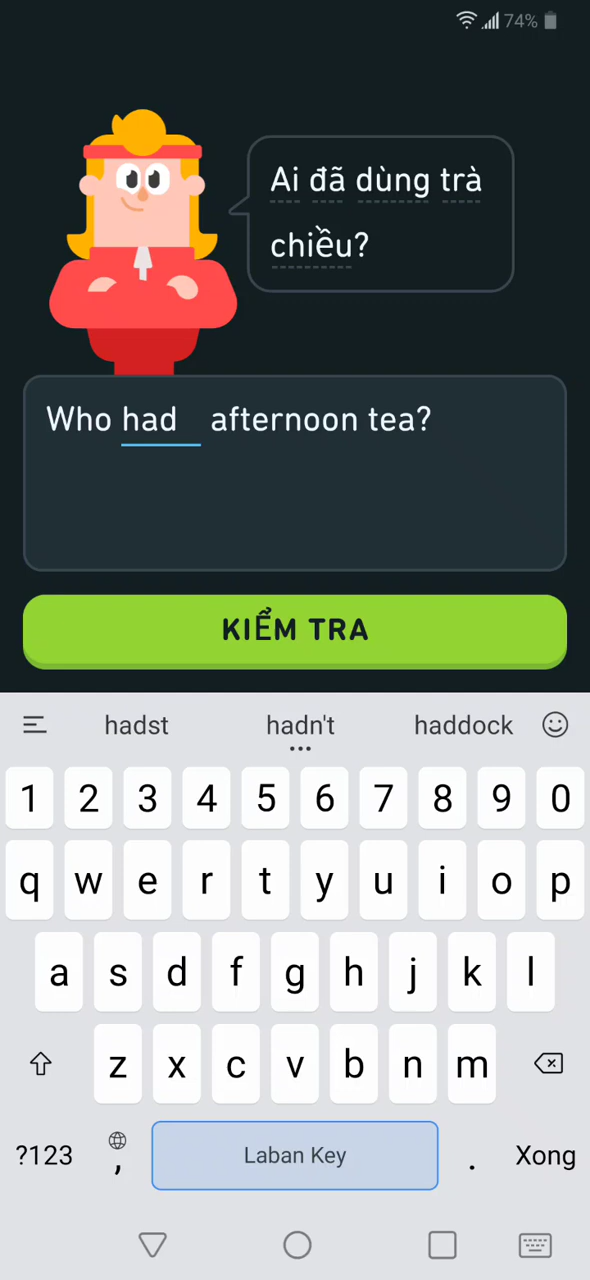 74%
Ai đã dùng trà
chiều?
Who had afternoon tea?
KIỂM TRA
hadst hadn't haddock
1 2 3 4 5 6 7 8 9 0
q w e r t y u i o p
a s d f g h j k l
z x c v b n m
?123 , Laban Key . Xong